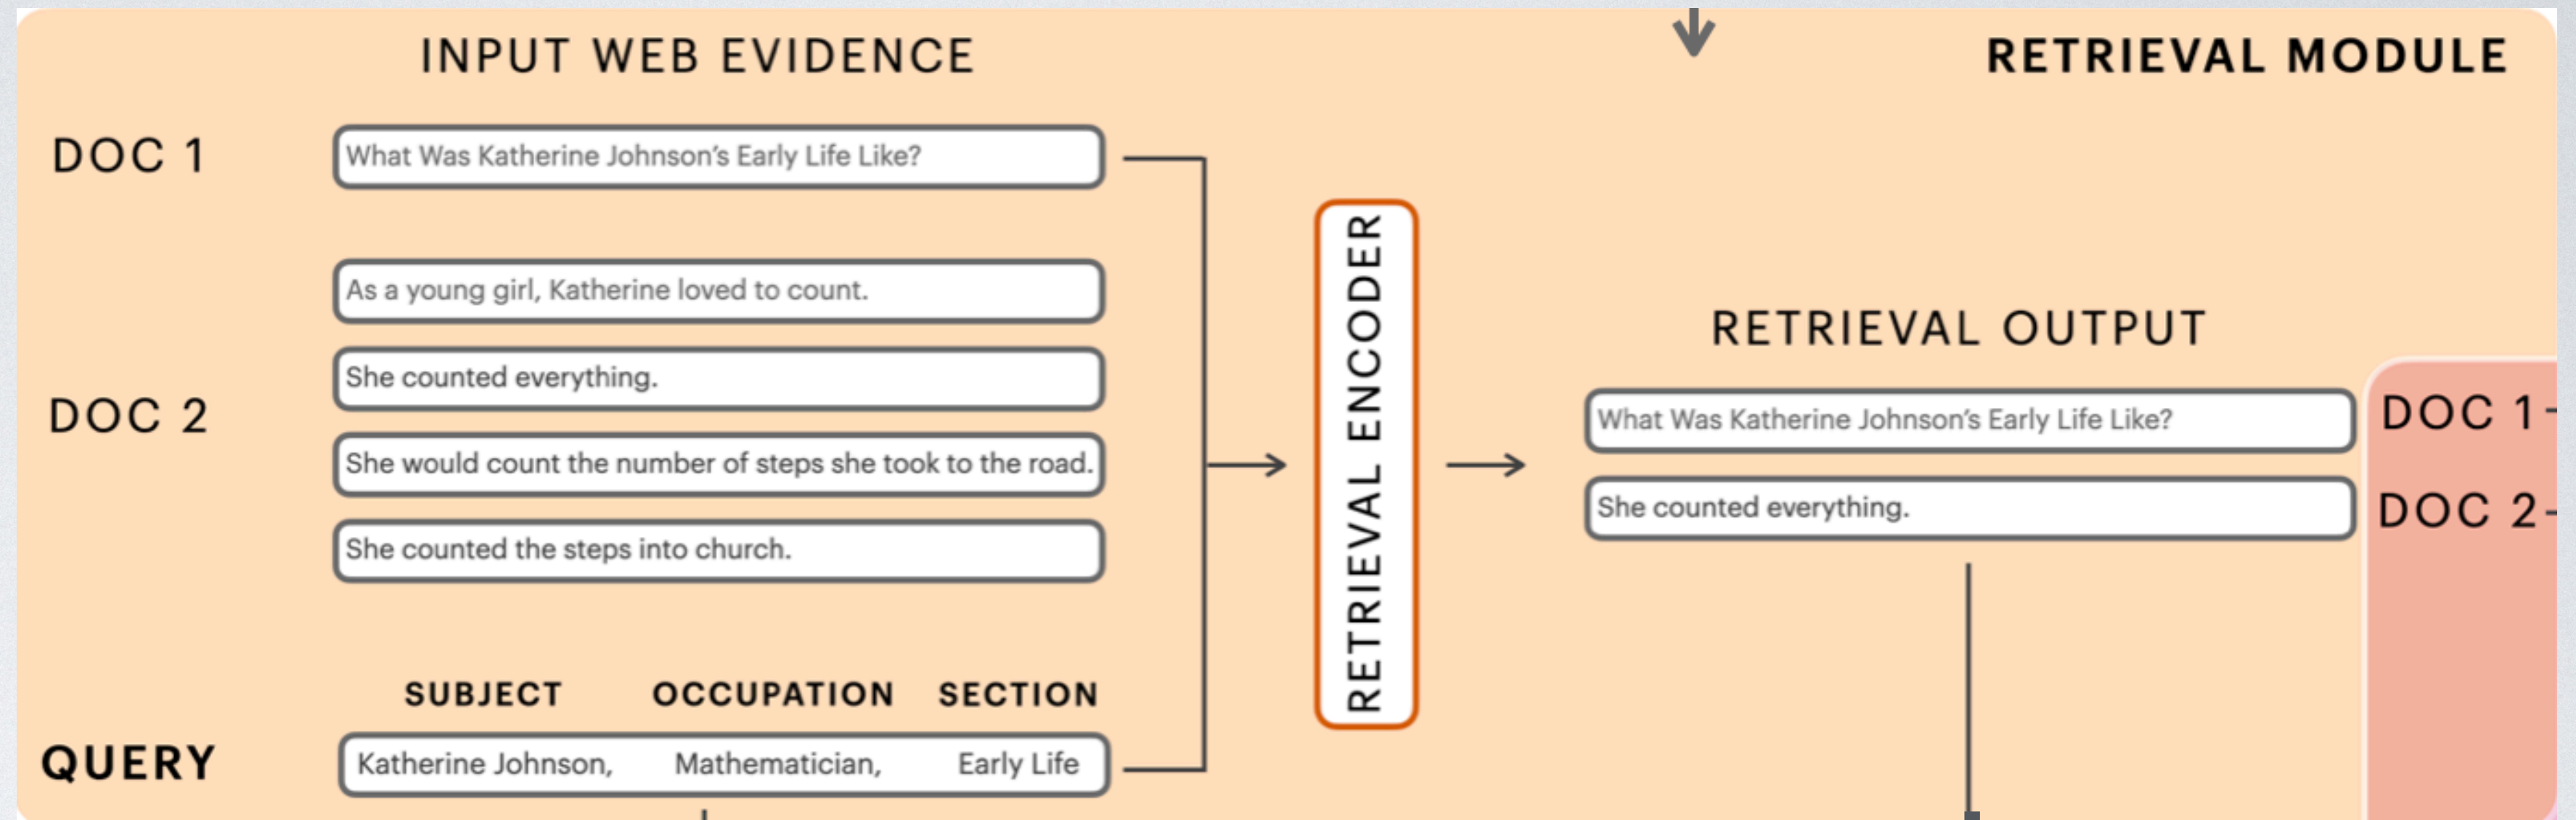 INPUT WEB EVIDENCE
RETRIEVAL MODULE
DOC 1
What Was Katherine Johnson's Early Life Like?
As a young girl, Katherine loved to count.
She counted everything.
DOC 2
She would count the number of steps she took to the road.
She counted the steps into church.
SUBJECT OCCUPATION SECTION
QUERY
Katherine Johnson, Mathematician, Early Life
RETRIEVAL ENCODER
RETRIEVAL OUTPUT
What Was Katherine Johnson's Early Life Like?
DOC 1
She counted everything.
DOC 2